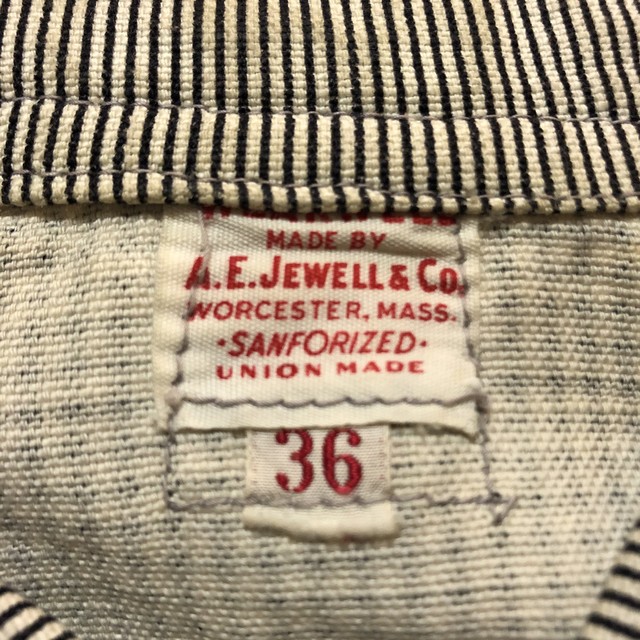 MADE BY
A.E. JEWELL & CO.
WORCESTER, MASS.
·SANFORIZED·
UNION MADE
36